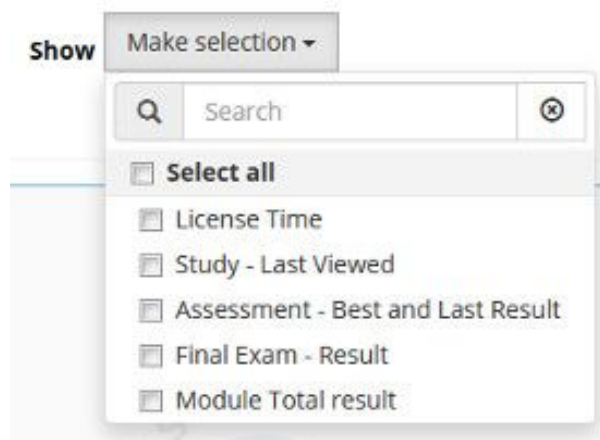 Show Make selection
Search
Select all
License Time
Study - Last Viewed
Assessment - Best and Last Result
Final Exam - Result
Module Total result